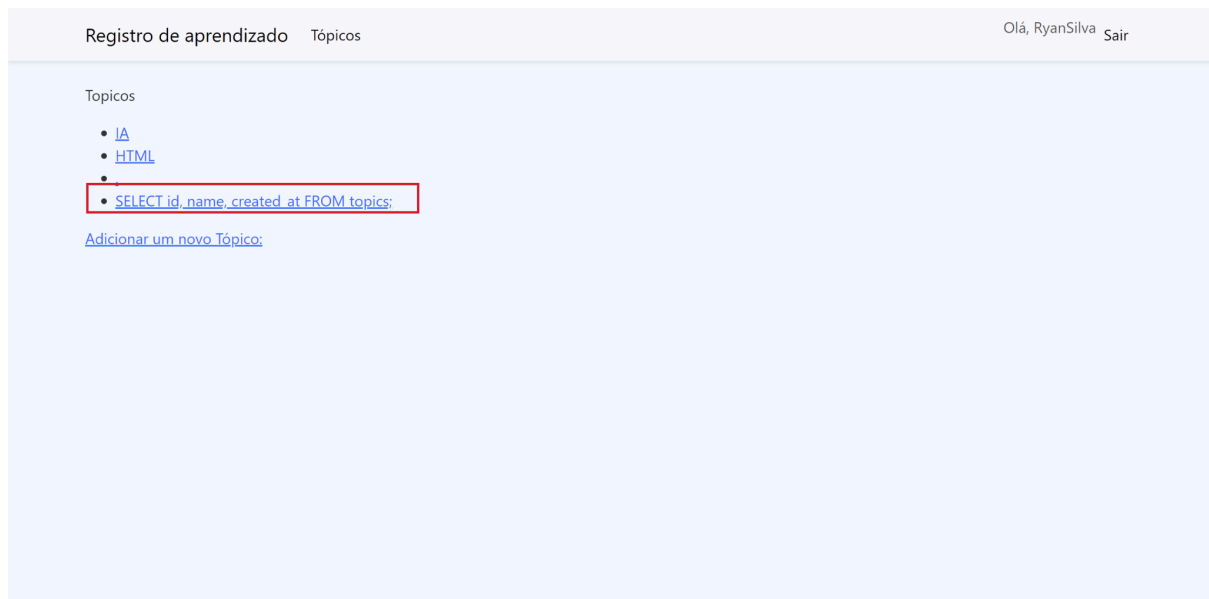 Registro de aprendizado Tópicos Olá, RyanSilva Sair
Topicos
IA
HTML
.
SELECT id, name, created_at FROM topics;
Adicionar um novo Tópico: